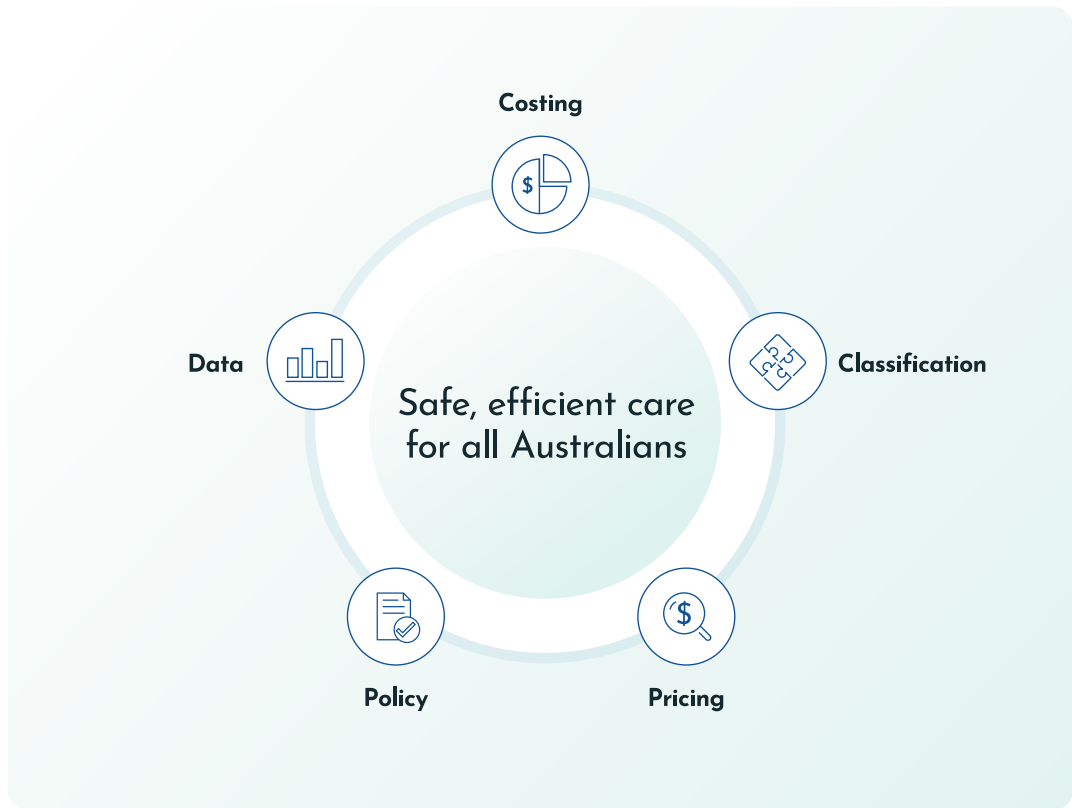 Costing
$
Data
Classification
Safe, efficient care
for all Australians
$
Policy
Pricing